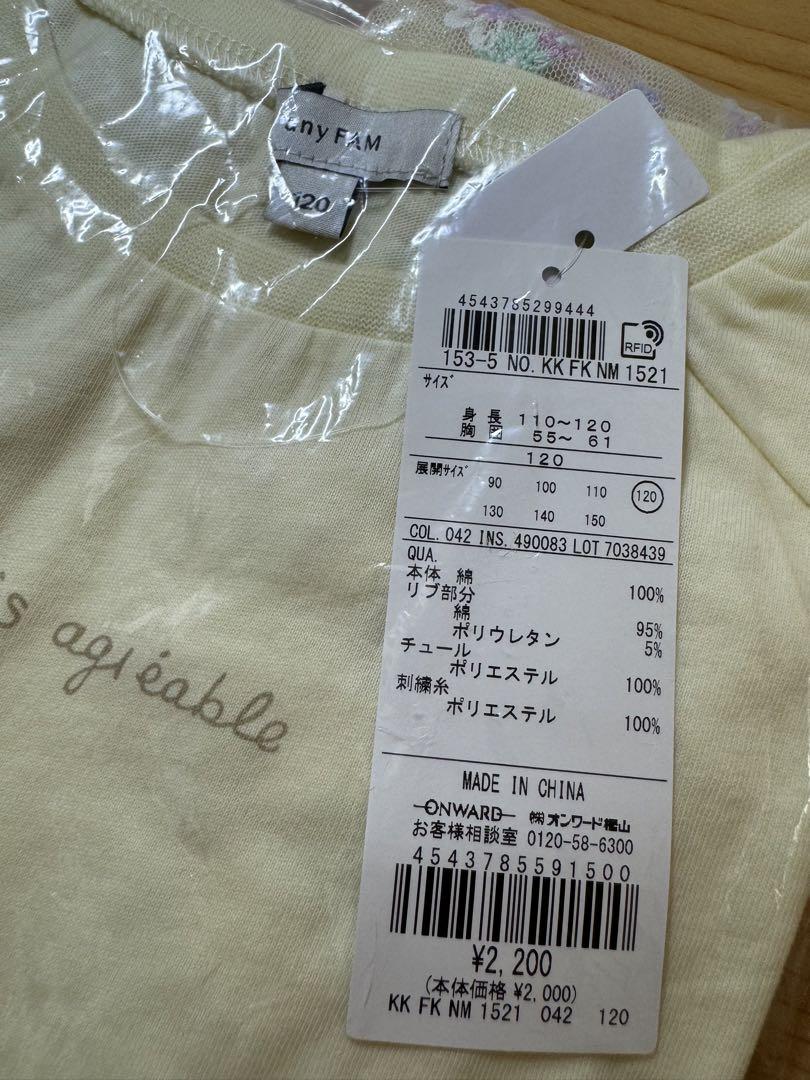 any FAM
120
4543785299444
RFID
153-5 NO. KK FK NM 1521
サイズ
身長 110～120
胸囲 55～ 61
120
展開サイズ 90 100 110 120
130 140 150
COL. 042 INS. 490083 LOT 7038439
QUA.
本体 綿 100%
リブ部分
綿 95%
ポリウレタン 5%
チュール
ポリエステル 100%
刺繍糸
ポリエステル 100%
MADE IN CHINA
ONWARD ㈱オンワード樫山
お客様相談室 0120-58-6300
4543785591500
¥2,200
(本体価格 ¥2,000)
KK FK NM 1521 042 120
agréable